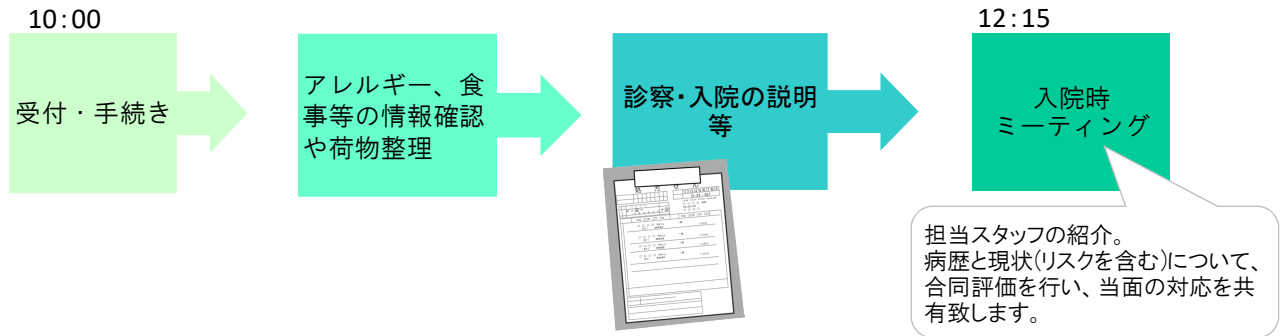 10:00
12:15
受付・手続き
アレルギー、食
事等の情報確認
や荷物整理
診察・入院の説明
等
入院時
ミーティング
担当スタッフの紹介。
病歴と現状(リスクを含む)について、
合同評価を行い、当面の対応を共
有致します。